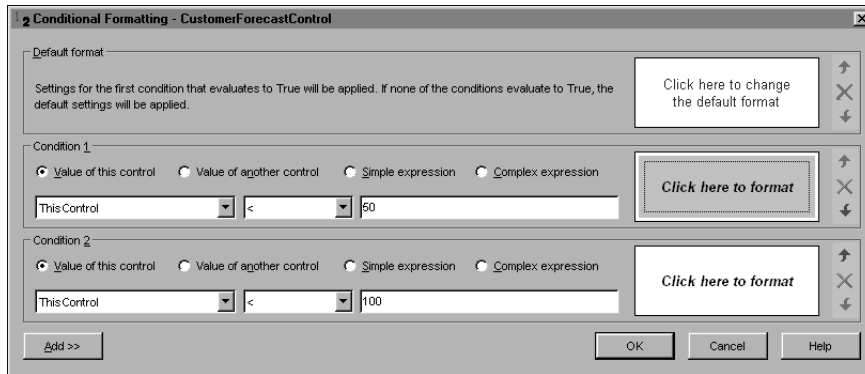 Conditional Formatting - CustomerForecastControl
Default format
Settings for the first condition that evaluates to True will be applied. If none of the conditions evaluate to True, the
default settings will be applied.
Click here to change
the default format
Condition 1
Value of this control Value of another control Simple expression Complex expression
This Control < 50
Click here to format
Condition 2
Value of this control Value of another control Simple expression Complex expression
This Control < 100
Click here to format
Add >> OK Cancel Help